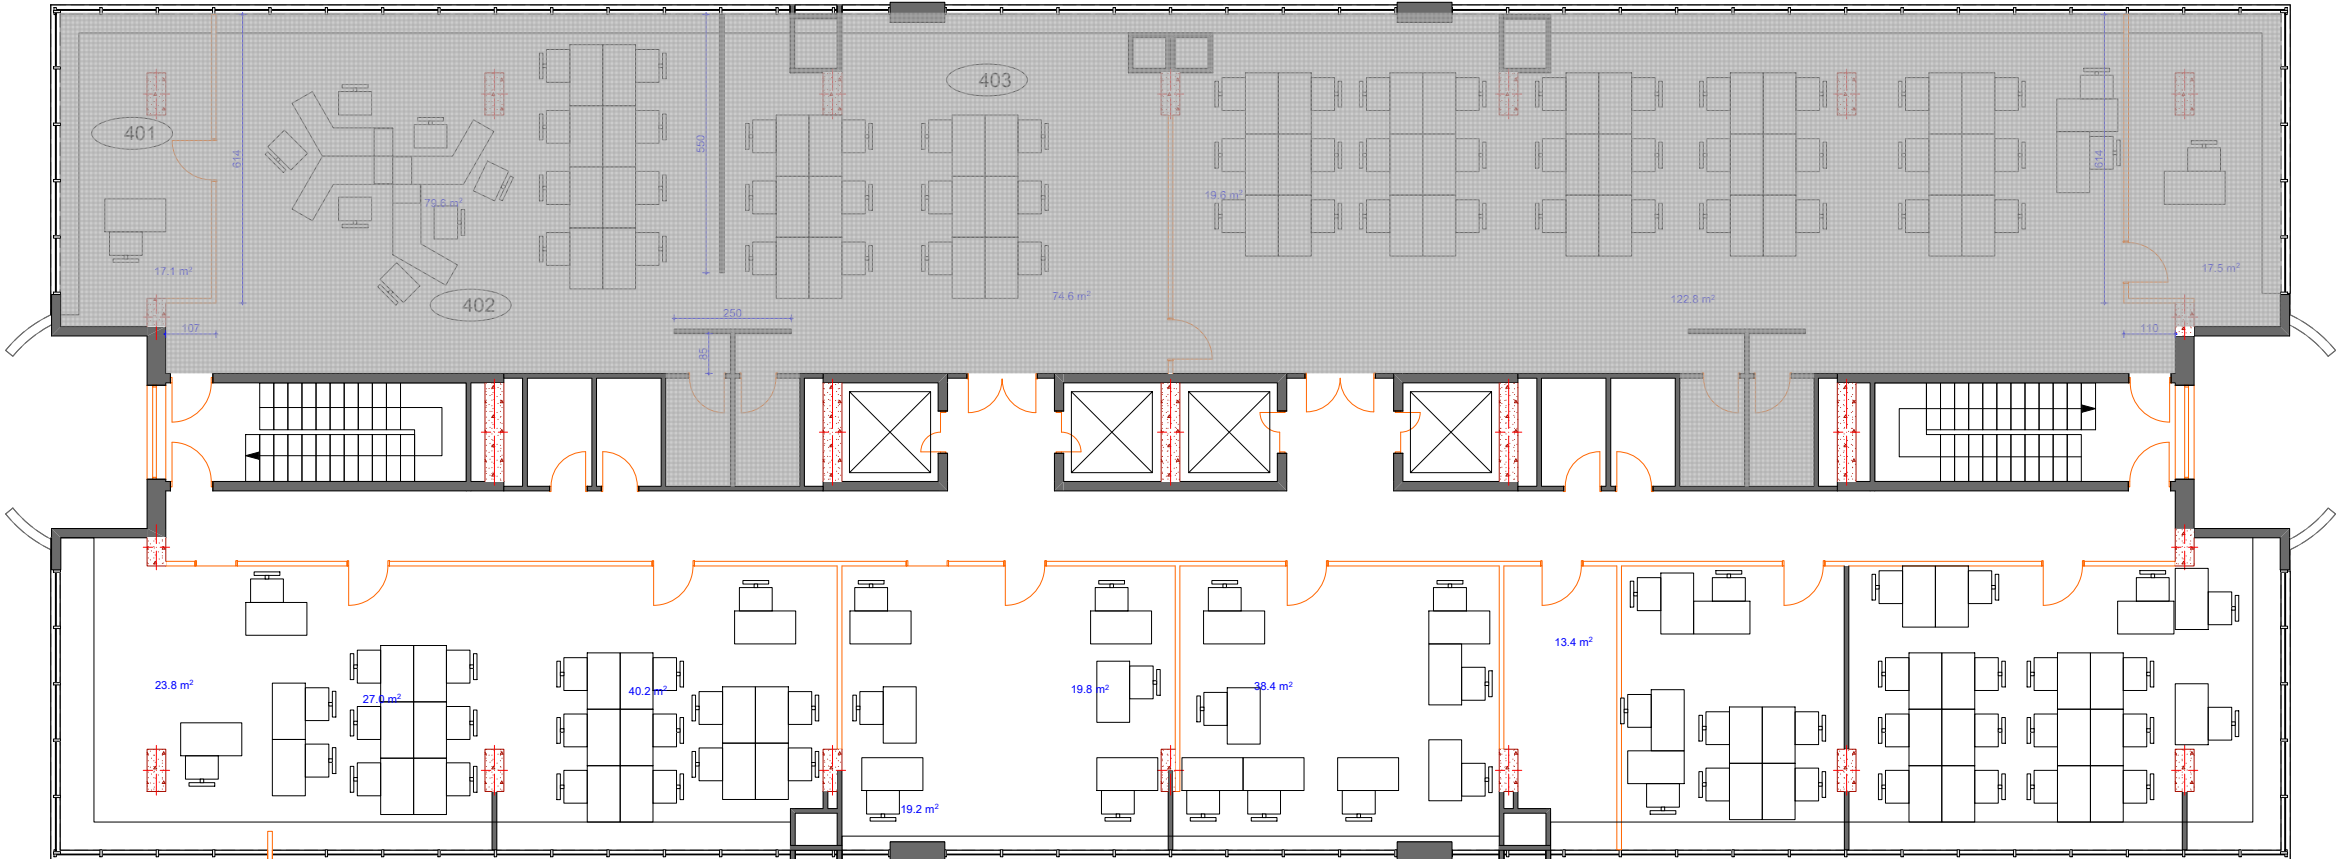 403
401
614
550
614
79.6 m²
19.6 m²
17.1 m²
17.5 m²
402
74.6 m²
122.8 m²
250
107
110
85
13.4 m²
23.8 m²
27.0 m²
40.2 m²
19.8 m²
38.4 m²
19.2 m²